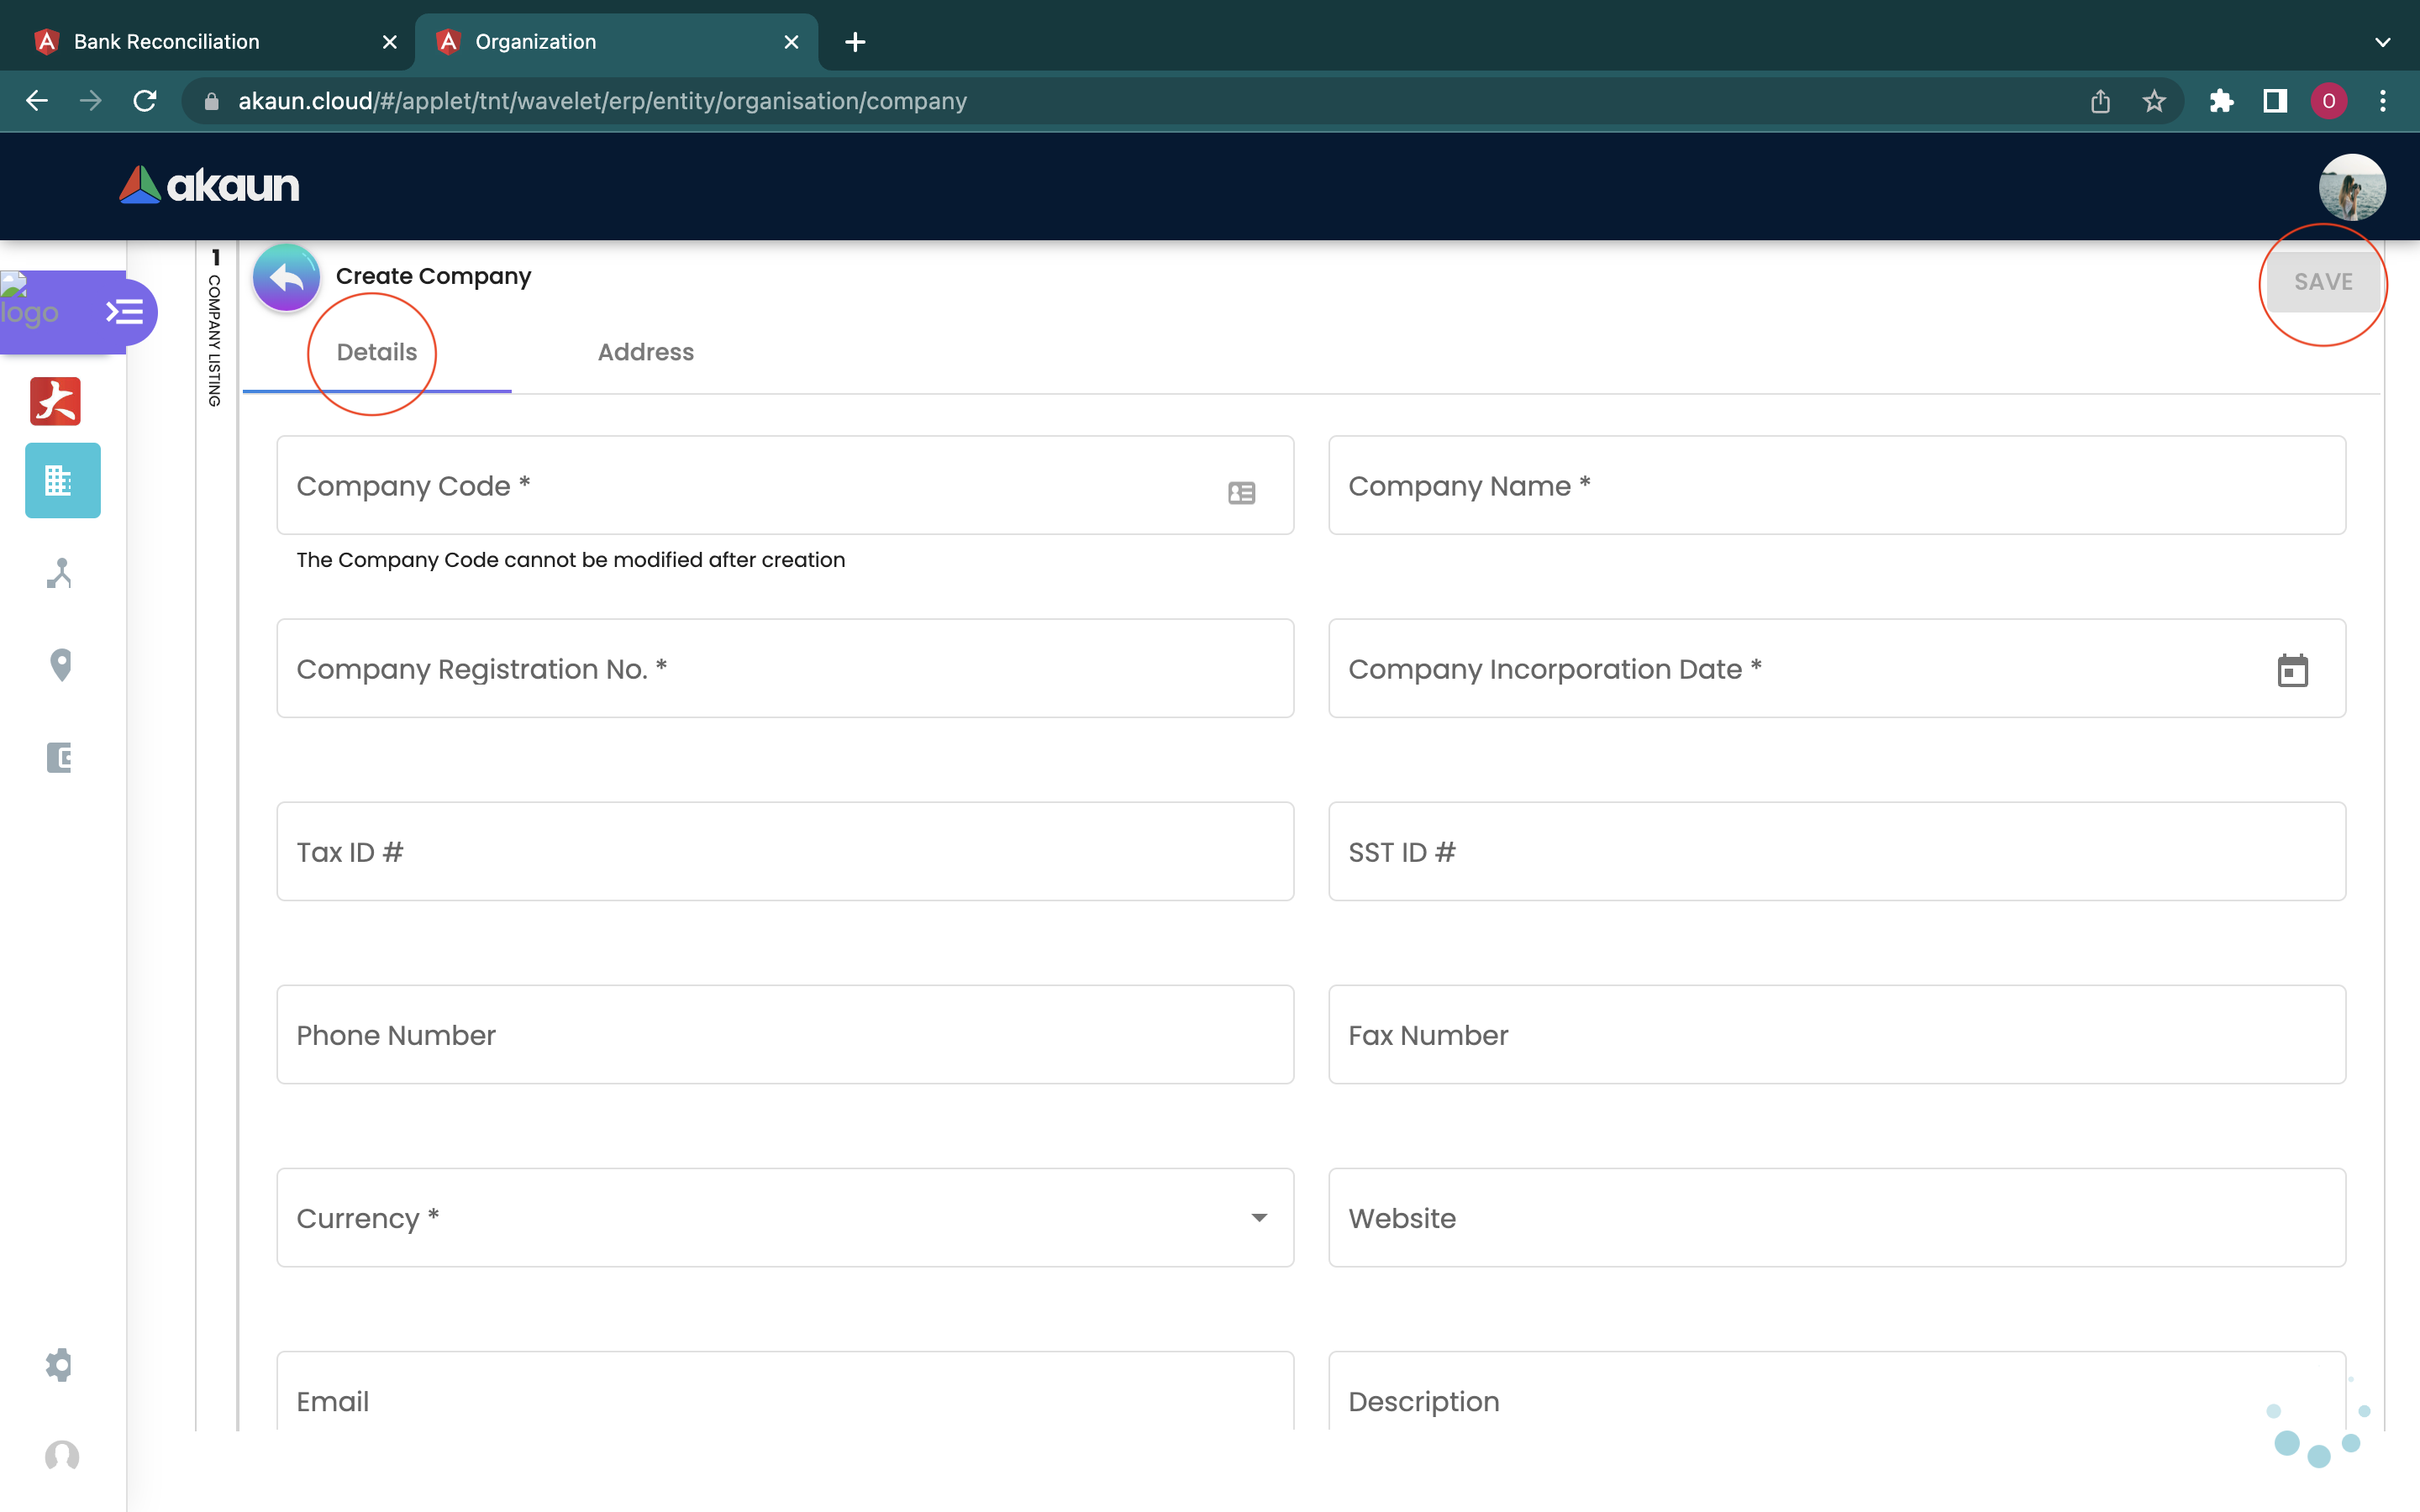 Bank Reconciliation
Organization
akaun.cloud/#/applet/tnt/wavelet/erp/entity/organisation/company
O
akaun
logo
1
COMPANY LISTING
Create Company
SAVE
Details
Address
Company Code *
Company Name *
The Company Code cannot be modified after creation
Company Registration No. *
Company Incorporation Date *
Tax ID #
SST ID #
Phone Number
Fax Number
Currency *
Website
Email
Description